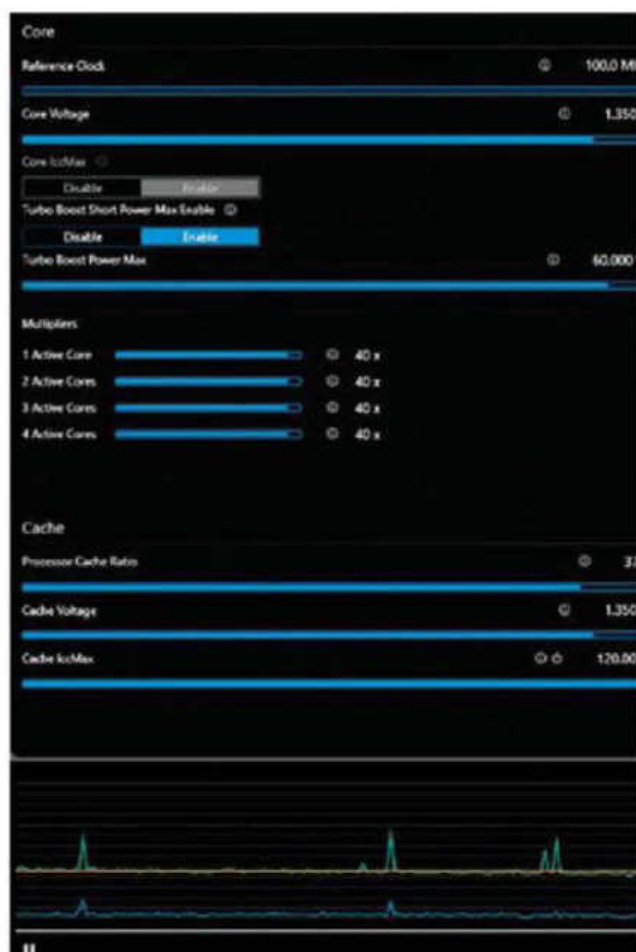 Core
Reference Clock 100.0 M
Core Voltage 1.350
Core IccMax
Disable Enable
Turbo Boost Short Power Max Enable
Disable Enable
Turbo Boost Power Max 60.000
Multipliers
1 Active Core 40 x
2 Active Cores 40 x
3 Active Cores 40 x
4 Active Cores 40 x
Cache
Processor Cache Ratio 37
Cache Voltage 1.350
Cache IccMax 120.00